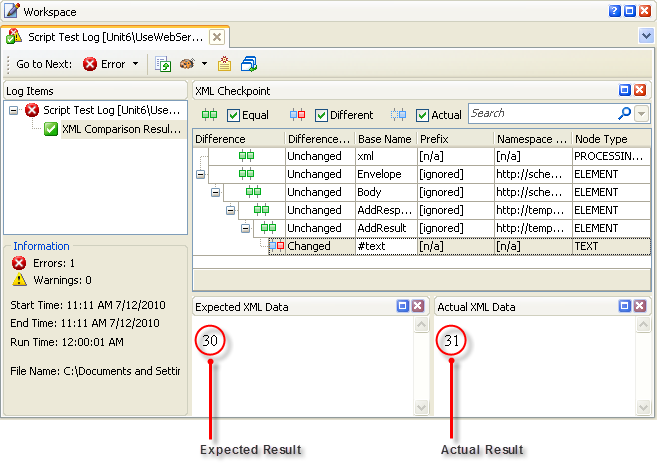 Workspace
Script Test Log [Unit6\UseWebSer...
Go to Next: Error
Log Items
Script Test Log [Unit6\Use...
XML Comparison Resul...
Information
Errors: 1
Warnings: 0
Start Time: 11:11 AM 7/12/2010
End Time: 11:11 AM 7/12/2010
Run Time: 12:00:01 AM
File Name: C:\Documents and Settin
XML Checkpoint
Equal Different Actual Search
Difference Difference... Base Name Prefix Namespace ... Node Type
Unchanged xml [n/a] [n/a] PROCESSIN...
Unchanged Envelope [ignored] http://sche... ELEMENT
Unchanged Body [ignored] http://sche... ELEMENT
Unchanged AddResp... [ignored] http://temp... ELEMENT
Unchanged AddResult [ignored] http://temp... ELEMENT
Changed #text [n/a] [n/a] TEXT
Expected XML Data
30
Actual XML Data
31
Expected Result
Actual Result